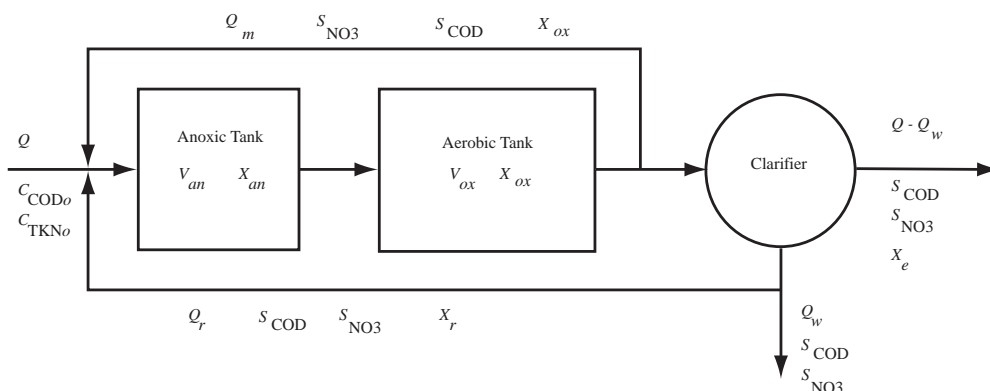 Q_m S_NO3 S_COD X_ox
Anoxic Tank
V_an X_an
Aerobic Tank
V_ox X_ox
Clarifier
Q
C_CODo
C_TKNo
Q - Q_w
S_COD
S_NO3
X_e
Q_r S_COD S_NO3 X_r
Q_w
S_COD
S_NO3